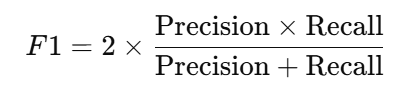 F1 = 2 × Precision × Recall / Precision + Recall